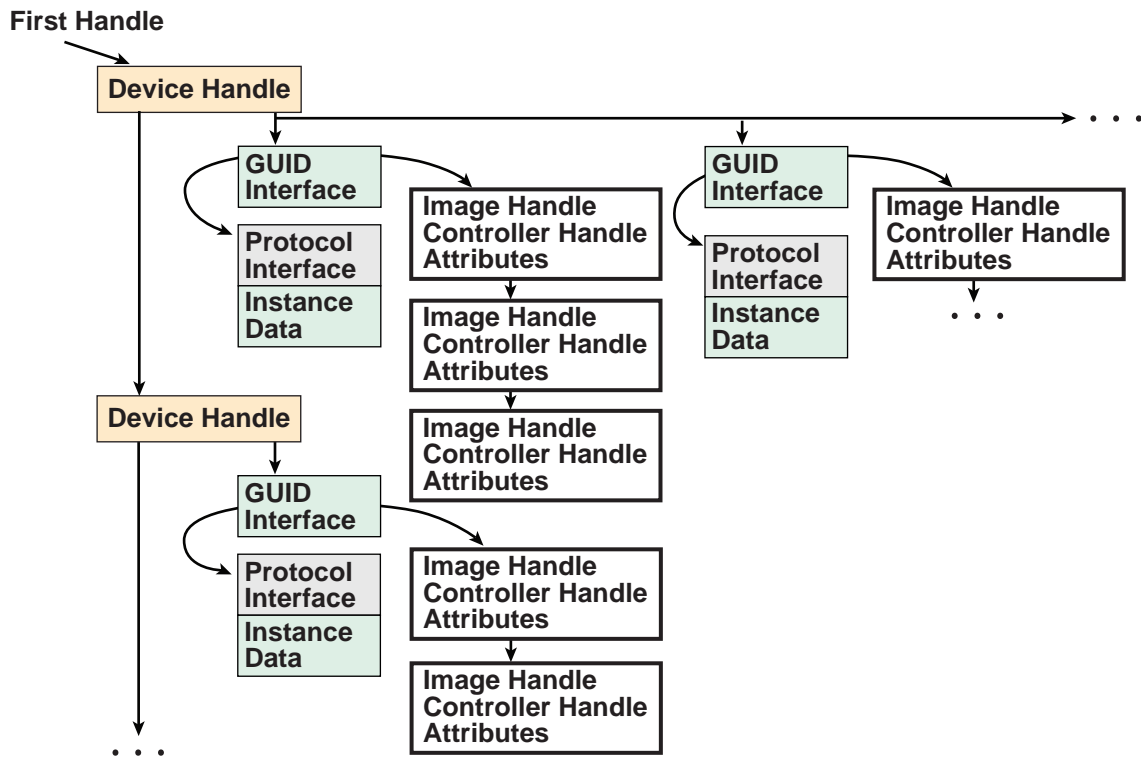 First Handle
Device Handle
. . .
GUID
Interface
Protocol
Interface
Instance
Data
Image Handle
Controller Handle
Attributes
Image Handle
Controller Handle
Attributes
Image Handle
Controller Handle
Attributes
GUID
Interface
Protocol
Interface
Instance
Data
Image Handle
Controller Handle
Attributes
. . .
Device Handle
GUID
Interface
Protocol
Interface
Instance
Data
Image Handle
Controller Handle
Attributes
Image Handle
Controller Handle
Attributes
. . .